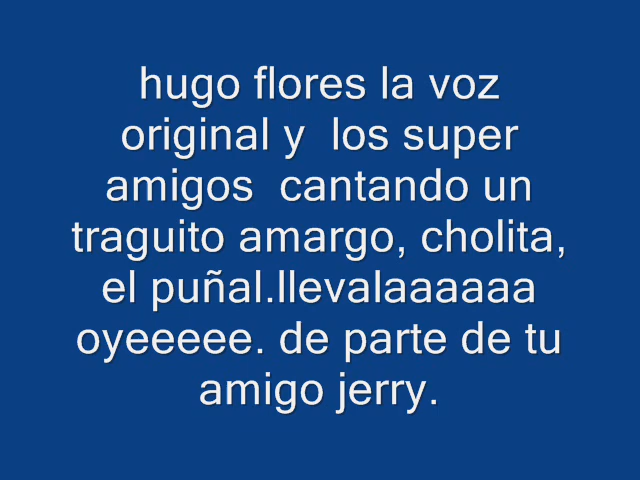 hugo flores la voz
original y  los super
amigos  cantando un
traguito amargo, cholita,
el puñal.llevalaaaaaa
oyeeeee. de parte de tu
amigo jerry.